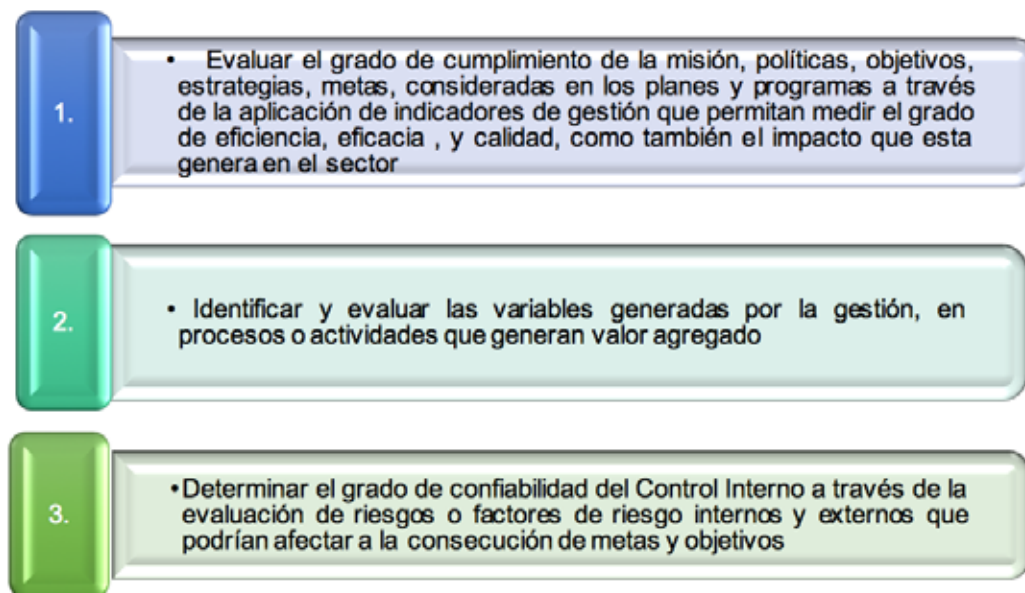 1.
• Evaluar el grado de cumplimiento de la misión, políticas, objetivos,
estrategias, metas, consideradas en los planes y programas a través
de la aplicación de indicadores de gestión que permitan medir el grado
de eficiencia, eficacia , y calidad, como también el impacto que esta
genera en el sector
2.
• Identificar y evaluar las variables generadas por la gestión, en
procesos o actividades que generan valor agregado
3.
•Determinar el grado de confiabilidad del Control Interno a través de la
evaluación de riesgos o factores de riesgo internos y externos que
podrían afectar a la consecución de metas y objetivos